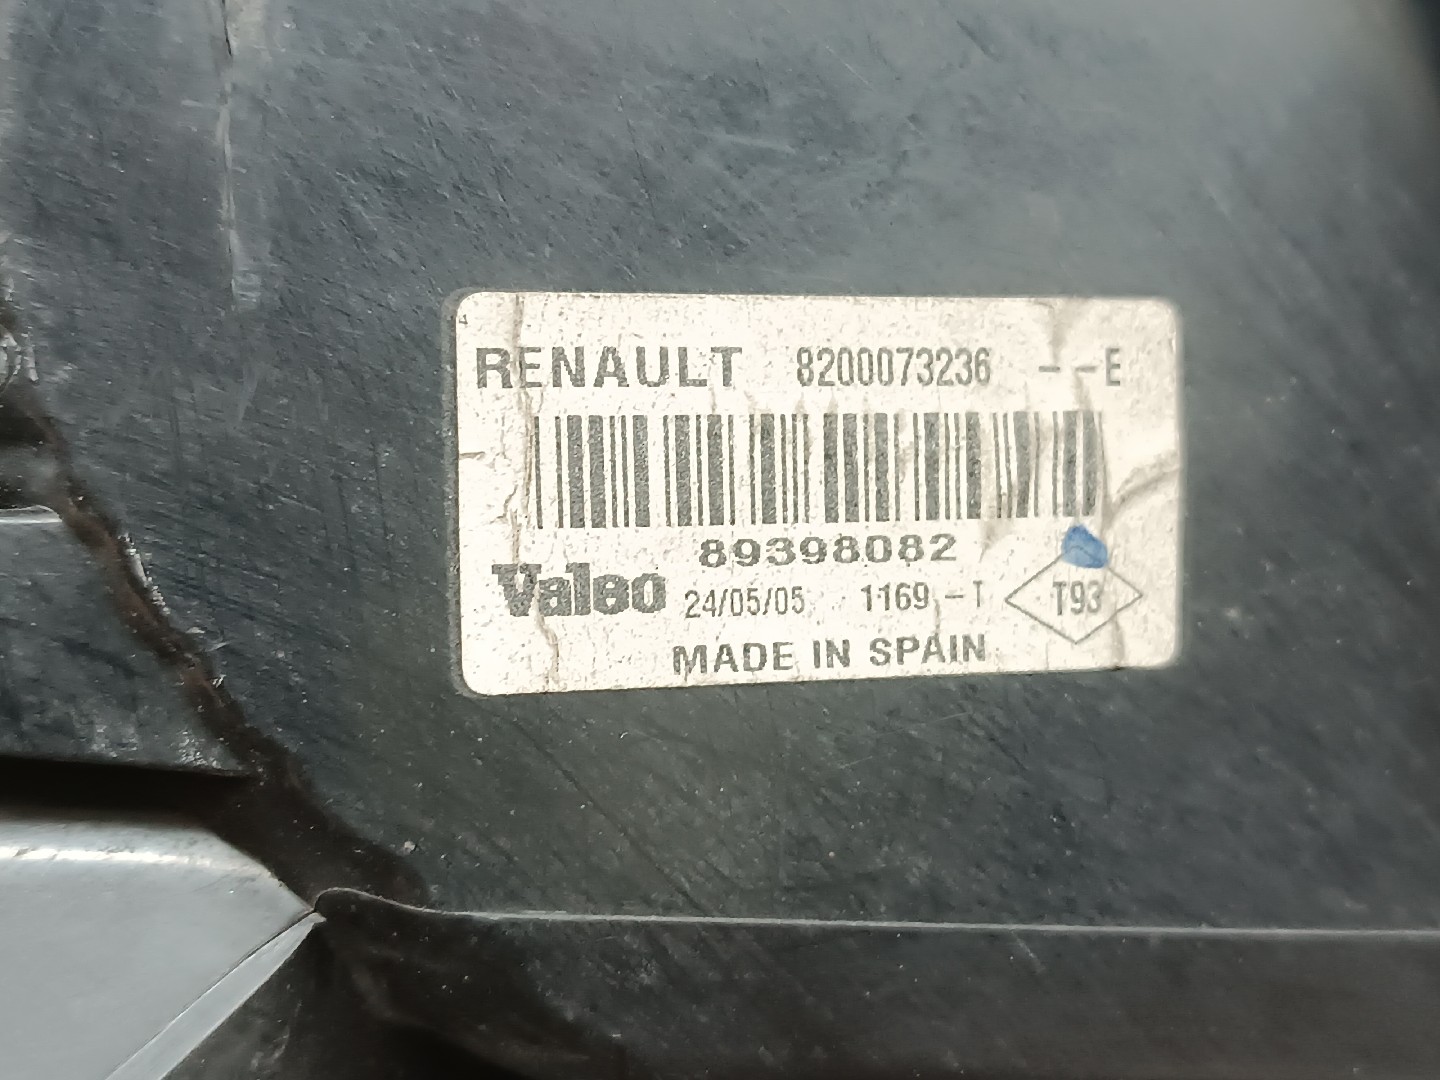 RENAULT 8200073236 --E
89398082
Valeo 24/05/05 1169 -T T93
MADE IN SPAIN